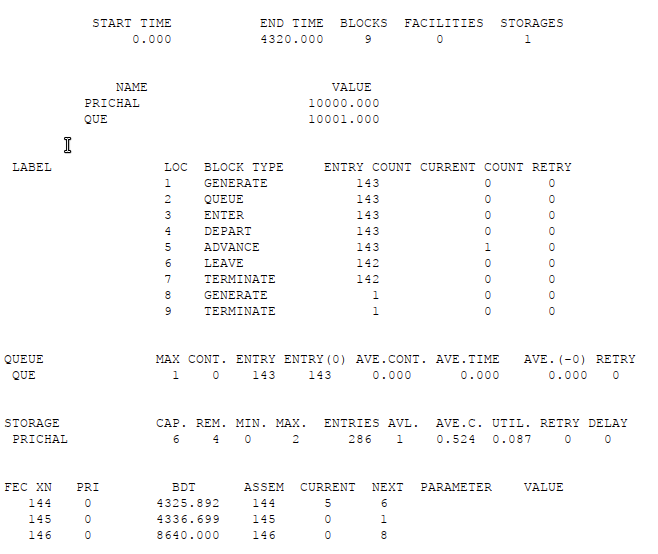 START TIME END TIME BLOCKS FACILITIES STORAGES
0.000 4320.000 9 0 1
NAME VALUE
PRICHAL 10000.000
QUE 10001.000
LABEL LOC BLOCK TYPE ENTRY COUNT CURRENT COUNT RETRY
1 GENERATE 143 0 0
2 QUEUE 143 0 0
3 ENTER 143 0 0
4 DEPART 143 0 0
5 ADVANCE 143 1 0
6 LEAVE 142 0 0
7 TERMINATE 142 0 0
8 GENERATE 1 0 0
9 TERMINATE 1 0 0
QUEUE MAX CONT. ENTRY ENTRY(0) AVE.CONT. AVE.TIME AVE.(-0) RETRY
QUE 1 0 143 143 0.000 0.000 0.000 0
STORAGE CAP. REM. MIN. MAX. ENTRIES AVL. AVE.C. UTIL. RETRY DELAY
PRICHAL 6 4 0 2 286 1 0.524 0.087 0 0
FEC XN PRI BDT ASSEM CURRENT NEXT PARAMETER VALUE
144 0 4325.892 144 5 6
145 0 4336.699 145 0 1
146 0 8640.000 146 0 8